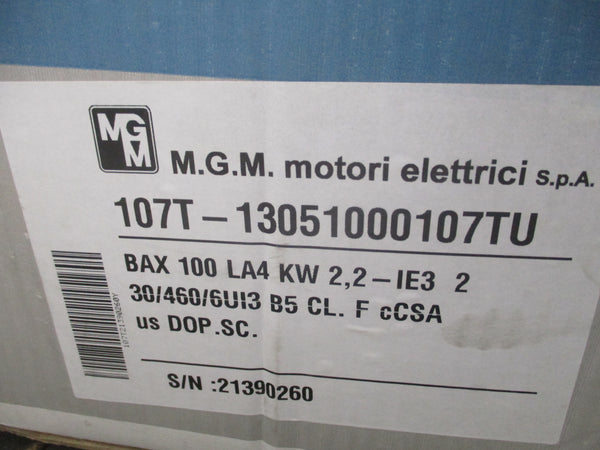 MGM
M.G.M. motori elettrici S.p.A.
107T-13051000107TU
BAX 100 LA4 KW 2,2-IE3 2
30/460/6UI3 B5 CL. F cCSA
us DOP.SC.
S/N :21390260
107T21390260Y